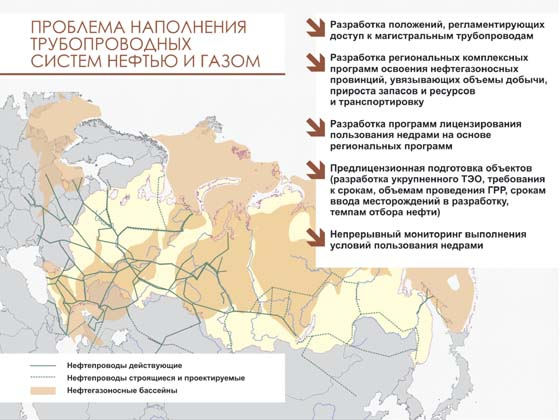 ПРОБЛЕМА НАПОЛНЕНИЯ
ТРУБОПРОВОДНЫХ
СИСТЕМ НЕФТЬЮ И ГАЗОМ
Разработка положений, регламентирующих
доступ к магистральным трубопроводам
Разработка региональных комплексных
программ освоения нефтегазоносных
провинций, увязывающих объемы добычи,
прироста запасов и ресурсов
и транспортировку
Разработка программ лицензирования
пользования недрами на основе
региональных программ
Предлицензионная подготовка объектов
(разработка укрупненного ТЭО, требования
к срокам, объемам проведения ГРР, срокам
ввода месторождений в разработку,
темпам отбора нефти)
Непрерывный мониторинг выполнения
условий пользования недрами
Нефтепроводы действующие
Нефтепроводы строящиеся и проектируемые
Нефтегазоносные бассейны